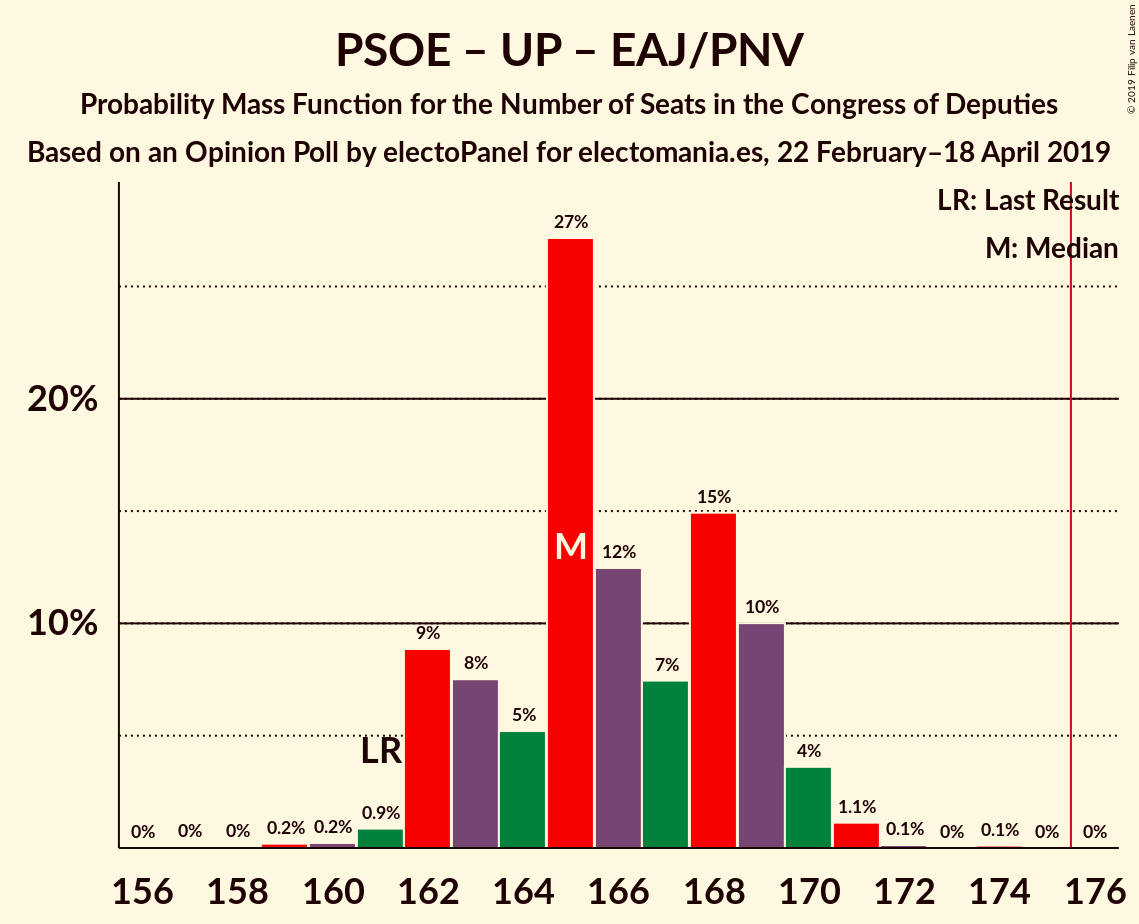 PSOE – UP – EAJ/PNV
Probability Mass Function for the Number of Seats in the Congress of Deputies
Based on an Opinion Poll by electoPanel for electomania.es, 22 February–18 April 2019
© 2019 Filip van Laenen
LR: Last Result
M: Median
20%
10%
0% 0% 0% 0.2% 0.2% 0.9% 9% 8% 5% 27% 12% 7% 15% 10% 4% 1.1% 0.1% 0% 0.1% 0% 0%
LR
M
156 158 160 162 164 166 168 170 172 174 176